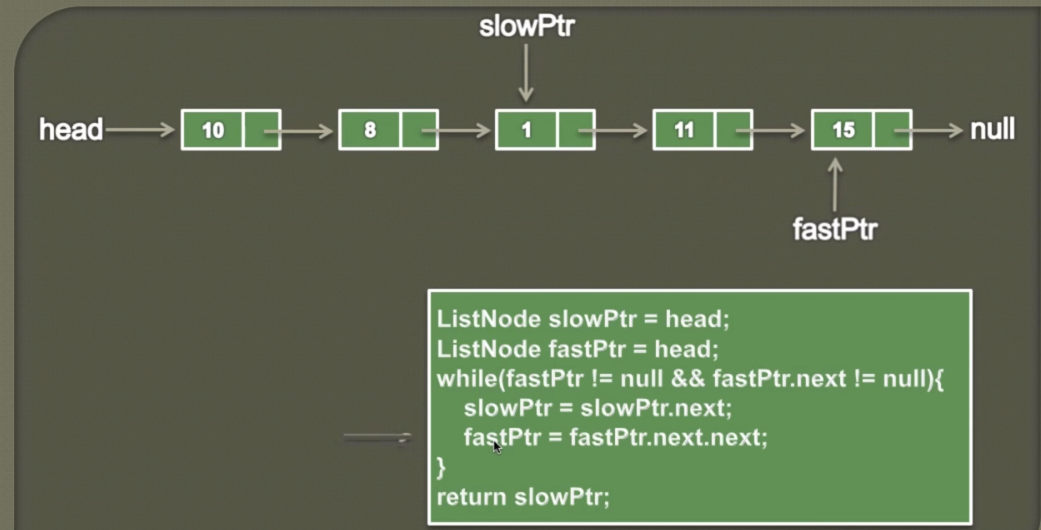 slowPtr
head 10 8 1 11 15 null
fastPtr
ListNode slowPtr = head;
ListNode fastPtr = head;
while(fastPtr != null && fastPtr.next != null){
slowPtr = slowPtr.next;
fastPtr = fastPtr.next.next;
}
return slowPtr;